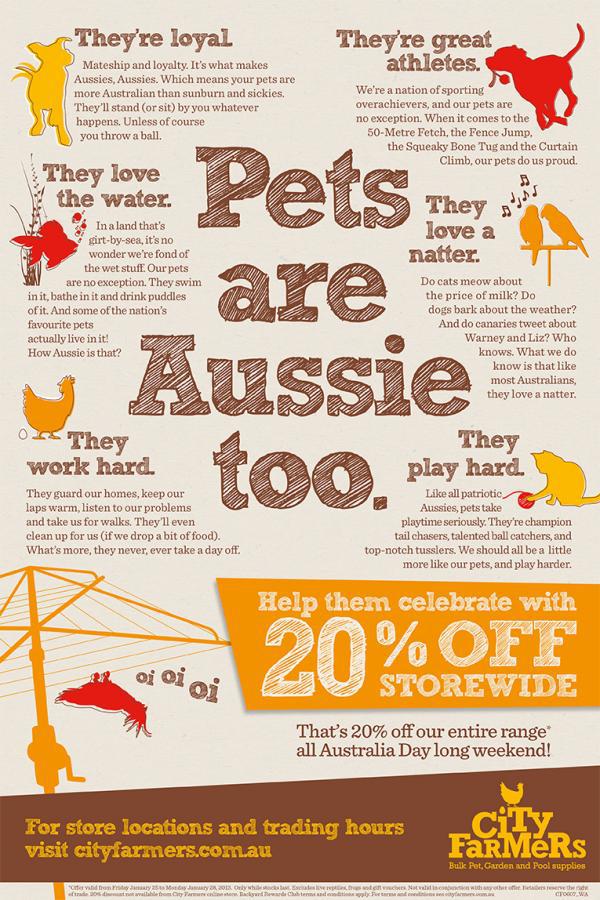 They're loyal.
Mateship and loyalty. It's what makes
Aussies, Aussies. Which means your pets are
more Australian than sunburn and sickies.
They'll stand (or sit) by you whatever
happens. Unless of course
you throw a ball.
They're great
athletes.
We're a nation of sporting
overachievers, and our pets are
no exception. When it comes to the
50-Metre Fetch, the Fence Jump,
the Squeaky Bone Tug and the Curtain
Climb, our pets do us proud.
They love
the water.
In a land that's
girt-by-sea, it's no
wonder we're fond of
the wet stuff. Our pets
are no exception. They swim
in it, bathe in it and drink puddles
of it. And some of the nation's
favourite pets
actually live in it!
How Aussie is that?
Pets
are
Aussie
too.
They
love a
natter.
Do cats meow about
the price of milk? Do
dogs bark about the weather?
And do canaries tweet about
Warney and Liz? Who
knows. What we do
know is that like
most Australians,
they love a natter.
They
work hard.
They guard our homes, keep our
laps warm, listen to our problems
and take us for walks. They'll even
clean up for us (if we drop a bit of food).
What's more, they never, ever take a day off.
They
play hard.
Like all patriotic
Aussies, pets take
playtime seriously. They're champion
tail chasers, talented ball catchers, and
top-notch tusslers. We should all be a little
more like our pets, and play harder.
Help them celebrate with
20% OFF
STOREWIDE
oi oi oi
That's 20% off our entire range*
all Australia Day long weekend!
For store locations and trading hours
visit cityfarmers.com.au
CiTY
FaRMeRs
Bulk Pet, Garden and Pool supplies
*Offer valid from Friday January 25 to Monday January 28, 2013. Only while stocks last. Excludes live reptiles, frogs and gift vouchers. Not valid in conjunction with any other offer. Retailers reserve the right
of trade. 20% discount not available from City Farmers online store. Backyard Rewards Club terms and conditions apply. For terms and conditions see cityfarmers.com.au
CF0607_WA